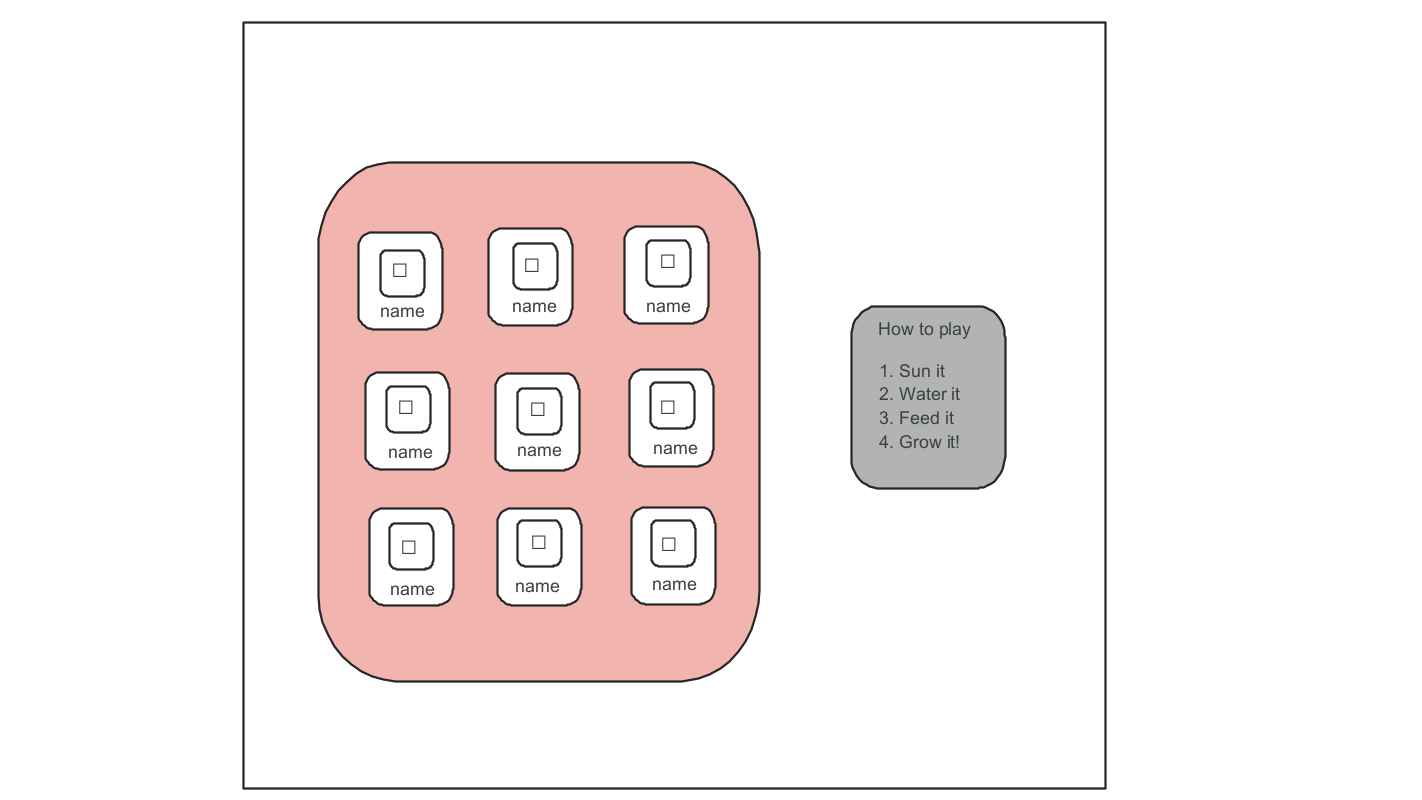 name
name
name
name
name
name
name
name
name
How to play
1. Sun it
2. Water it
3. Feed it
4. Grow it!